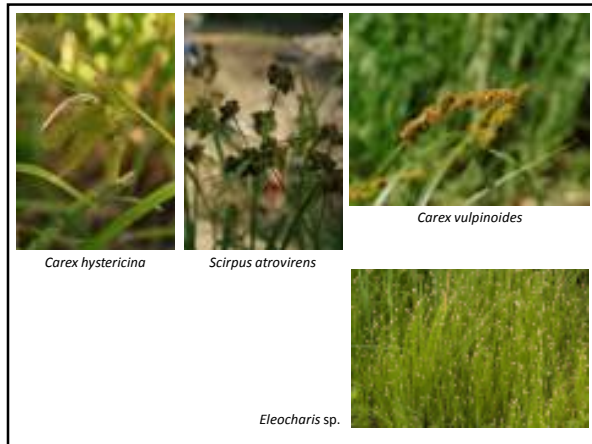 Carex hystericina
Scirpus atrovirens
Carex vulpinoides
Eleocharis sp.